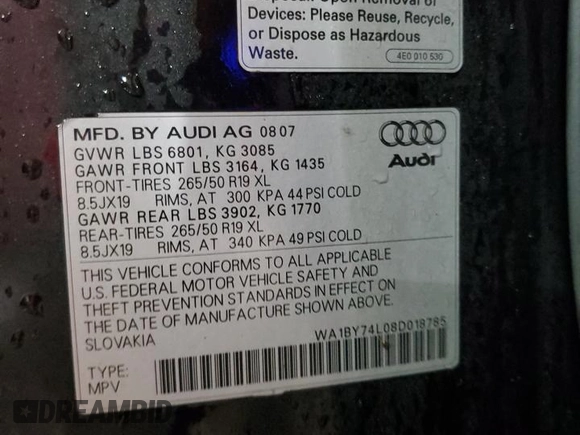 Devices: Please Reuse, Recycle,
or Dispose as Hazardous
Waste.
4E0 010 530
MFD. BY AUDI AG 08 07
GVWR LBS 6801, KG 3085
GAWR FRONT LBS 3164, KG 1435
FRONT-TIRES 265/50 R19 XL
8.5JX19 RIMS, AT 300 KPA 44 PSI COLD
GAWR REAR LBS 3902, KG 1770
REAR-TIRES 265/50 R19 XL
8.5JX19 RIMS, AT 340 KPA 49 PSI COLD
Audi
THIS VEHICLE CONFORMS TO ALL APPLICABLE
U.S. FEDERAL MOTOR VEHICLE SAFETY AND
THEFT PREVENTION STANDARDS IN EFFECT ON
THE DATE OF MANUFACTURE SHOWN ABOVE.
SLOVAKIA
WA1BY74L08D018785
TYPE:
MPV
DREAMBID